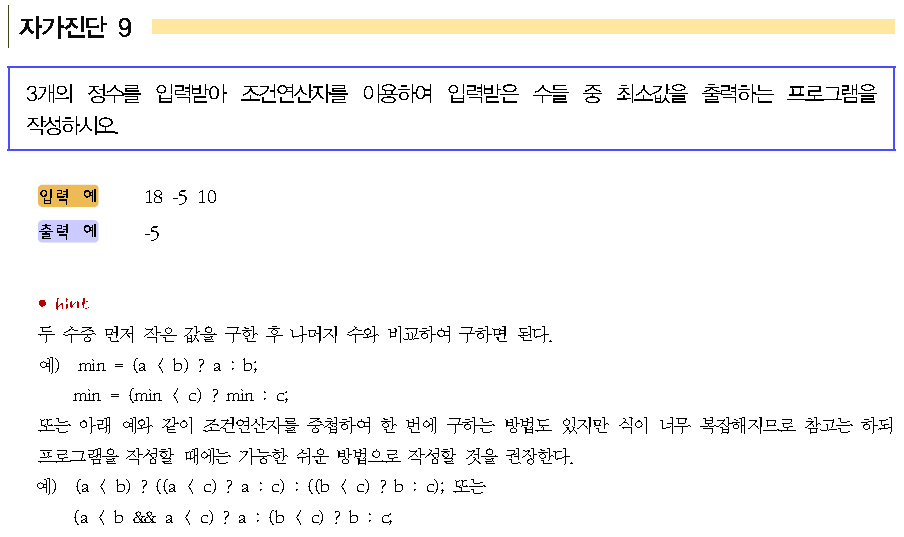 자가진단 9
3개의 정수를 입력받아 조건연산자를 이용하여 입력받은 수들 중 최소값을 출력하는 프로그램을
작성하시오.
입력 예 18 -5 10
출력 예 -5
• hint
두 수중 먼저 작은 값을 구한 후 나머지 수와 비교하여 구하면 된다.
예) min = (a < b) ? a : b;
min = (min < c) ? min : c;
또는 아래 예와 같이 조건연산자를 중첩하여 한 번에 구하는 방법도 있지만 식이 너무 복잡해지므로 참고는 하되
프로그램을 작성할 때에는 가능한 쉬운 방법으로 작성할 것을 권장한다.
예) (a < b) ? ((a < c) ? a : c) : ((b < c) ? b : c); 또는
(a < b && a < c) ? a : (b < c) ? b : c;